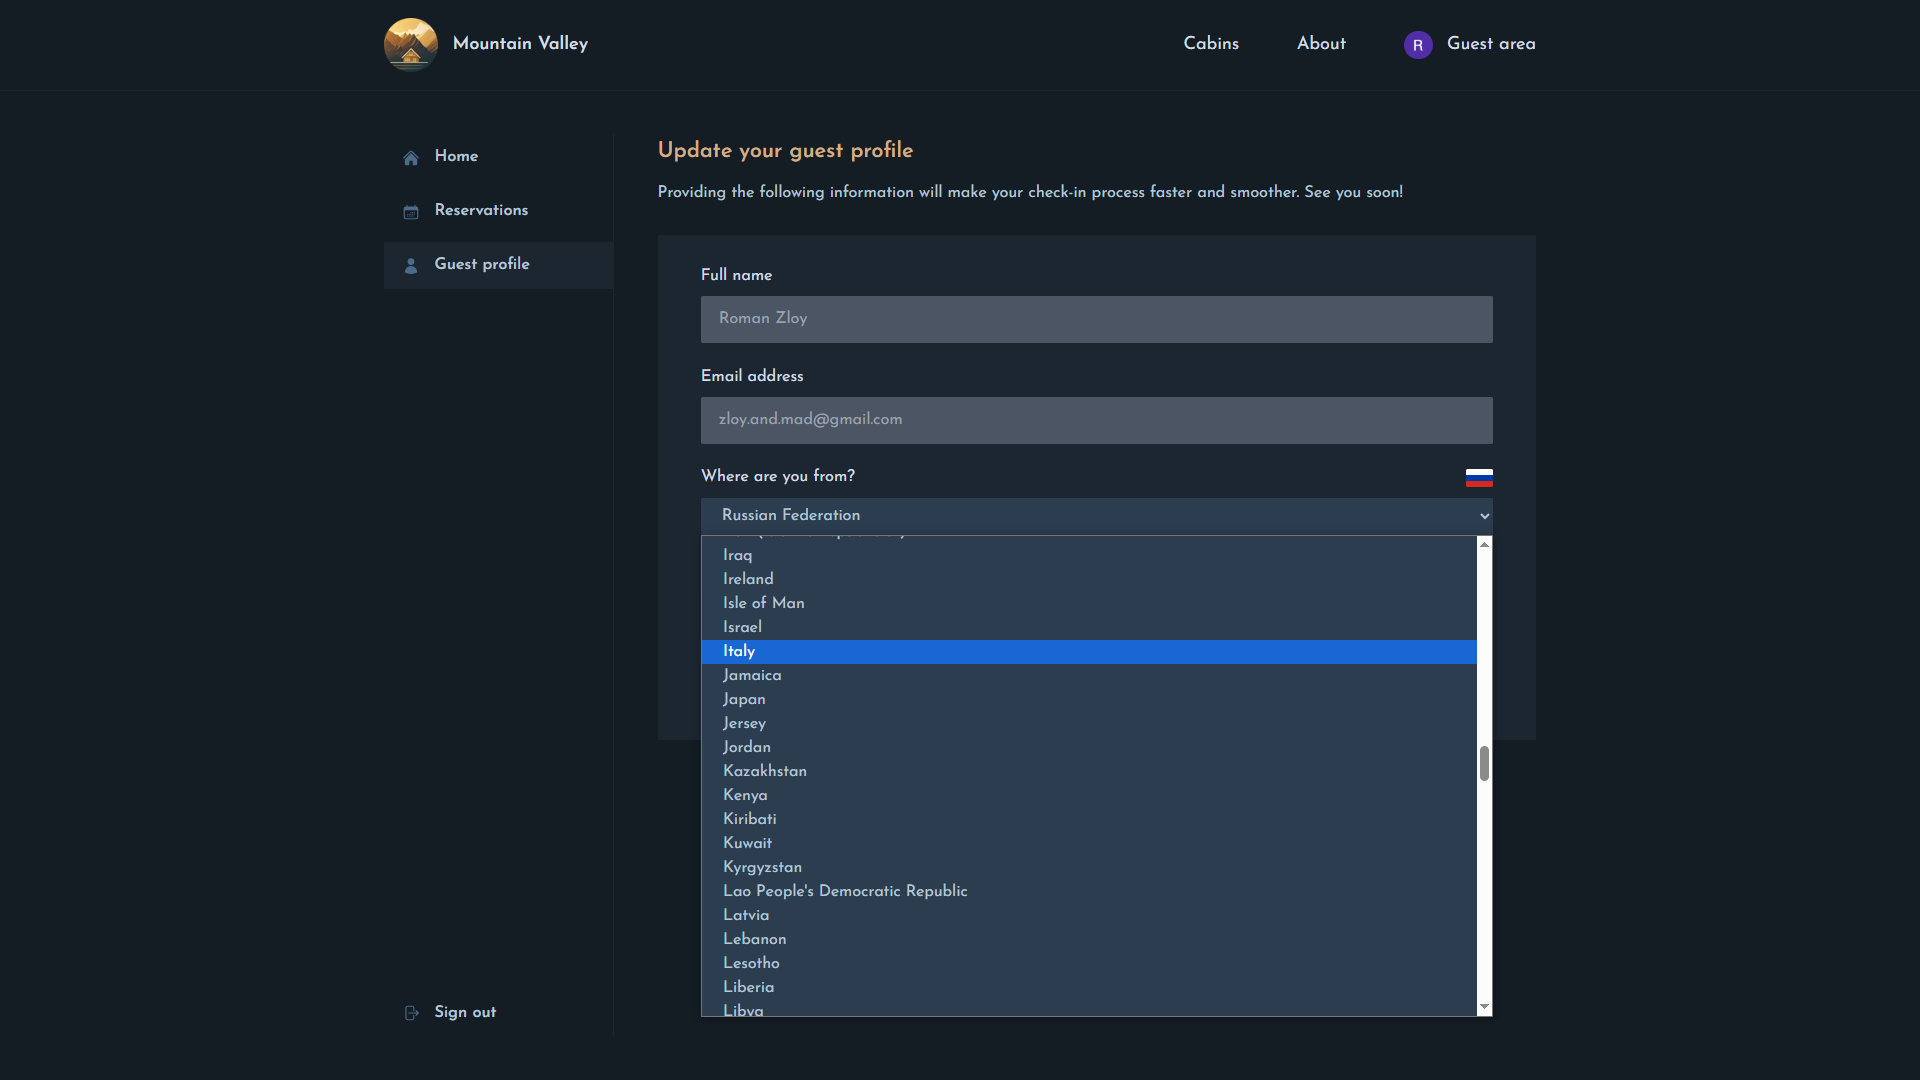 Mountain Valley
Cabins
About
R
Guest area
Home
Reservations
Guest profile
Sign out
Update your guest profile
Providing the following information will make your check-in process faster and smoother. See you soon!
Full name
Roman Zloy
Email address
zloy.and.mad@gmail.com
Where are you from?
Russian Federation
Iraq
Ireland
Isle of Man
Israel
Italy
Jamaica
Japan
Jersey
Jordan
Kazakhstan
Kenya
Kiribati
Kuwait
Kyrgyzstan
Lao People's Democratic Republic
Latvia
Lebanon
Lesotho
Liberia
Libya